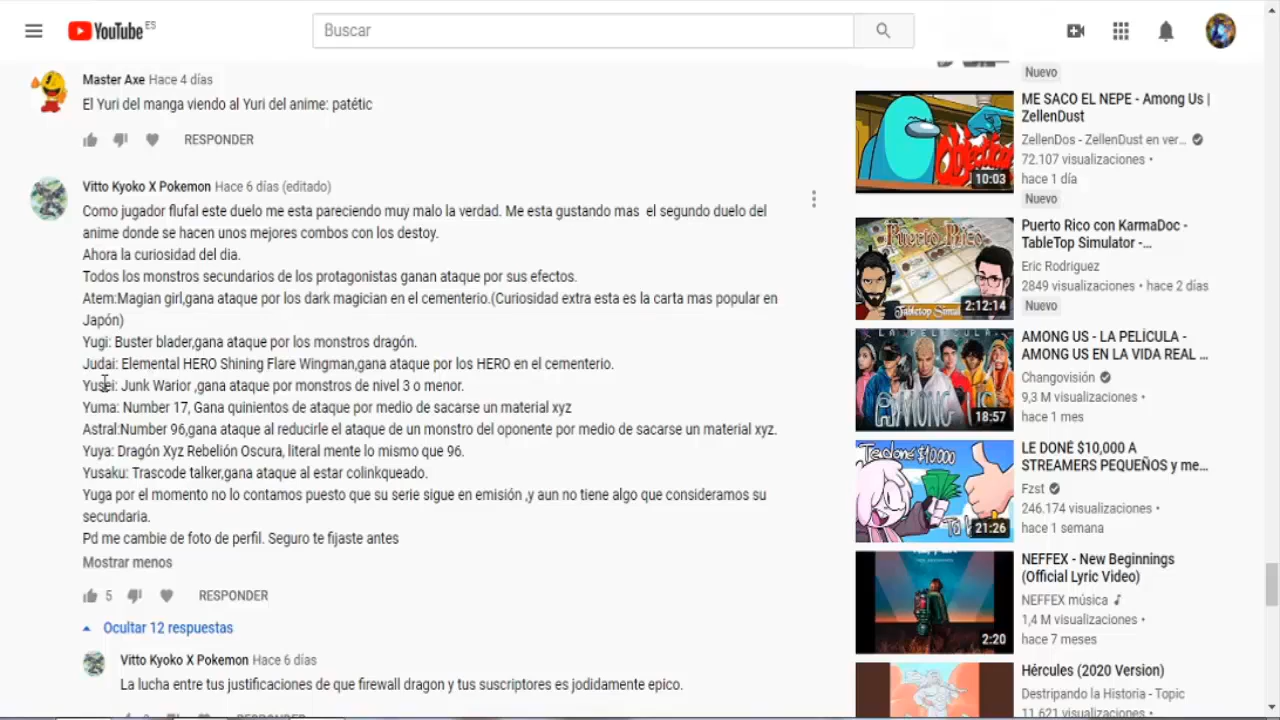 YouTube ES
Buscar
Master Axe Hace 4 días
El Yuri del manga viendo al Yuri del anime: patétic
RESPONDER
Vitto Kyoko X Pokemon Hace 6 días (editado)
Como jugador flufal este duelo me esta pareciendo muy malo la verdad. Me esta gustando mas el segundo duelo del
anime donde se hacen unos mejores combos con los destoy.
Ahora la curiosidad del dia.
Todos los monstros secundarios de los protagonistas ganan ataque por sus efectos.
Atem:Magian girl,gana ataque por los dark magician en el cementerio.(Curiosidad extra esta es la carta mas popular en
Japón)
Yugi: Buster blader,gana ataque por los monstros dragón.
Judai: Elemental HERO Shining Flare Wingman,gana ataque por los HERO en el cementerio.
Yusei: Junk Warior ,gana ataque por monstros de nivel 3 o menor.
Yuma: Number 17, Gana quinientos de ataque por medio de sacarse un material xyz
Astral:Number 96,gana ataque al reducirle el ataque de un monstro del oponente por medio de sacarse un material xyz.
Yuya: Dragón Xyz Rebelión Oscura, literal mente lo mismo que 96.
Yusaku: Trascode talker,gana ataque al estar colinkqueado.
Yuga por el momento no lo contamos puesto que su serie sigue en emisión ,y aun no tiene algo que consideramos su
secundaria.
Pd me cambie de foto de perfil. Seguro te fijaste antes
Mostrar menos
5 RESPONDER
Ocultar 12 respuestas
Vitto Kyoko X Pokemon Hace 6 días
La lucha entre tus justificaciones de que firewall dragon y tus suscriptores es jodidamente epico.
Nuevo
10:03
ME SACO EL NEPE - Among Us |
ZellenDust
ZellenDos - ZellenDust en ver...
72.107 visualizaciones •
hace 1 día
Nuevo
Puerto Rico
2:12:14
Puerto Rico con KarmaDoc -
TableTop Simulator -...
Eric Rodriguez
2849 visualizaciones • hace 2 días
Nuevo
LA PELÍCULA
AMONG US
18:57
AMONG US - LA PELÍCULA -
AMONG US EN LA VIDA REAL ...
Changovisión
9,3 M visualizaciones •
hace 1 mes
Te doné $10.000
21:26
LE DONÉ $10,000 A
STREAMERS PEQUEÑOS y me...
Fzst
246.174 visualizaciones •
hace 1 semana
2:20
NEFFEX - New Beginnings
(Official Lyric Video)
NEFFEX música
1,4 M visualizaciones •
hace 7 meses
Hércules (2020 Version)
Destripando la Historia - Topic
11.621 visualizaciones •